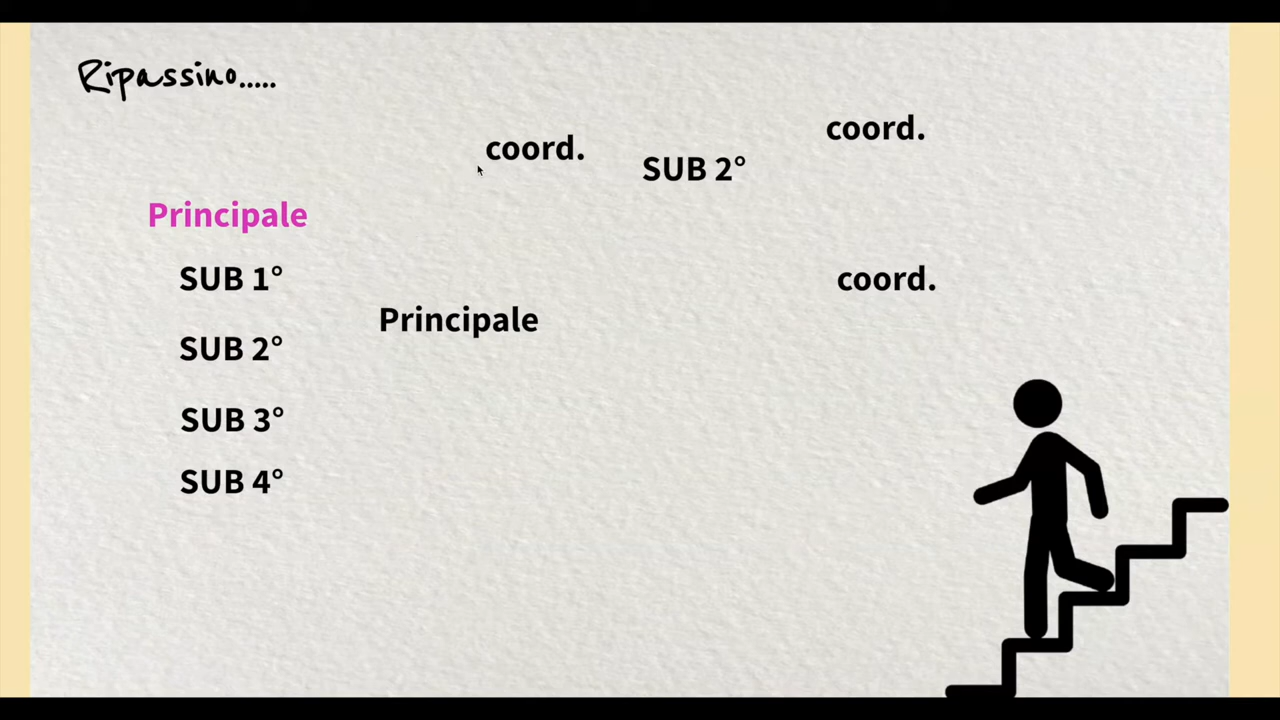 Ripassino.....
coord.
coord.
SUB 2°
Principale
SUB 1°
coord.
Principale
SUB 2°
SUB 3°
SUB 4°